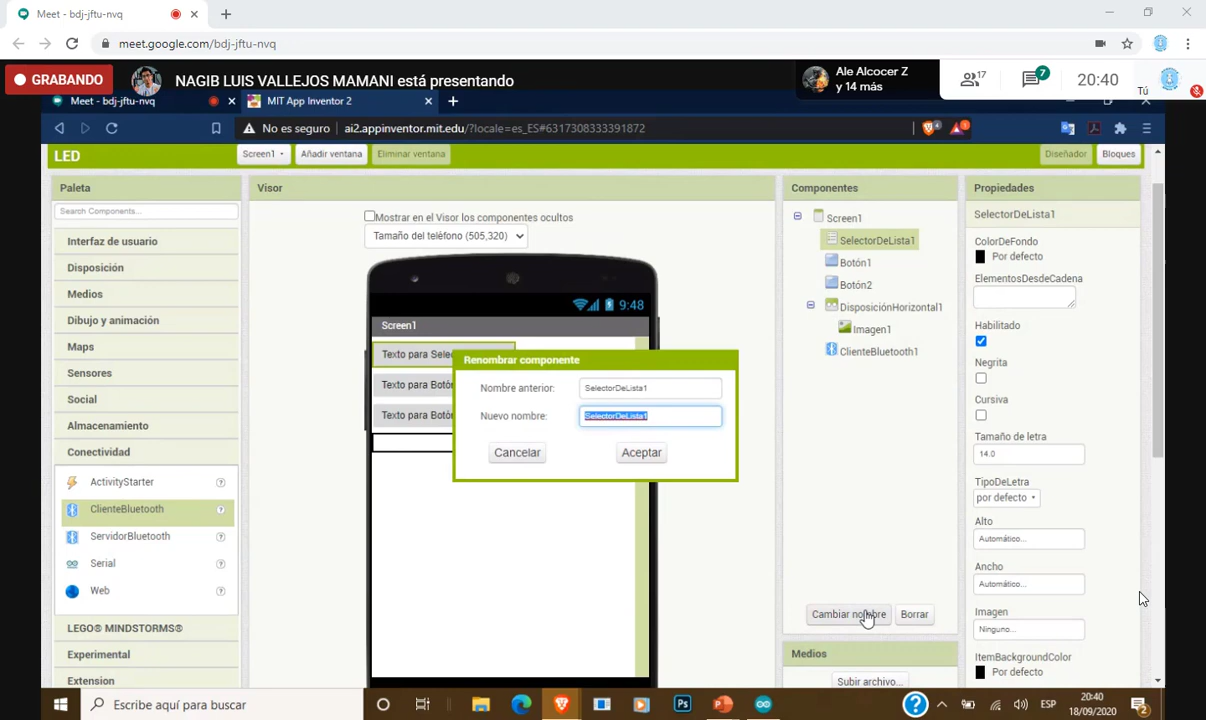 Meet - bdj-jftu-nvq
meet.google.com/bdj-jftu-nvq
GRABANDO
NAGIB LUIS VALLEJOS MAMANI está presentando
Ale Alcocer Z
y 14 más
17
7
20:40
Tú
Meet - bdj-jftu-nvq
MIT App Inventor 2
No es seguro
ai2.appinventor.mit.edu/?locale=es_ES#6317308333391872
LED
Screen1
Añadir ventana
Eliminar ventana
Diseñador
Bloques
Paleta
Search Components...
Interfaz de usuario
Disposición
Medios
Dibujo y animación
Maps
Sensores
Social
Almacenamiento
Conectividad
ActivityStarter
ClienteBluetooth
ServidorBluetooth
Serial
Web
LEGO® MINDSTORMS®
Experimental
Extension
Visor
Mostrar en el Visor los componentes ocultos
Tamaño del teléfono (505,320)
9:48
Screen1
Texto para Selec
Texto para Botó
Texto para Botó
Renombrar componente
Nombre anterior:
SelectorDeLista1
Nuevo nombre:
SelectorDeLista1
Cancelar
Aceptar
Componentes
Screen1
SelectorDeLista1
Botón1
Botón2
DisposiciónHorizontal1
Imagen1
ClienteBluetooth1
Cambiar nombre
Borrar
Medios
Subir archivo...
Propiedades
SelectorDeLista1
ColorDeFondo
Por defecto
ElementosDesdeCadena
Habilitado
Negrita
Cursiva
Tamaño de letra
14.0
TipoDeLetra
por defecto
Alto
Automático...
Ancho
Automático...
Imagen
Ninguno...
ItemBackgroundColor
Por defecto
Escribe aquí para buscar
ESP
20:40
18/09/2020
2